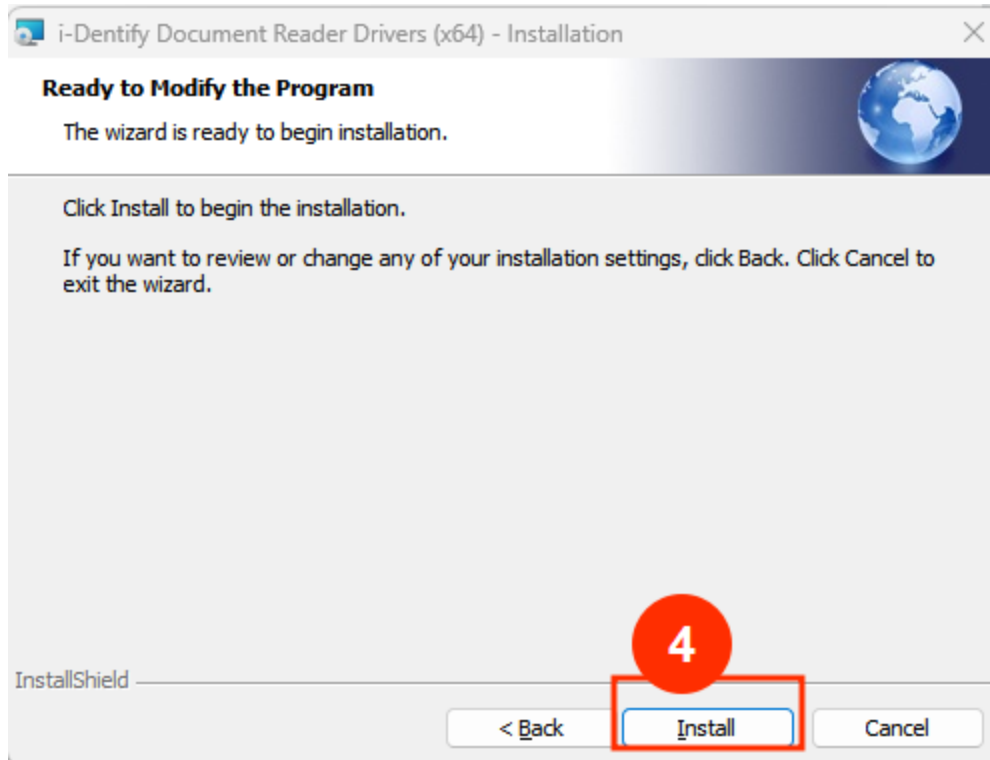 i-Dentify Document Reader Drivers (x64) - Installation
Ready to Modify the Program
The wizard is ready to begin installation.
Click Install to begin the installation.
If you want to review or change any of your installation settings, click Back. Click Cancel to
exit the wizard.
4
InstallShield
< Back Install Cancel